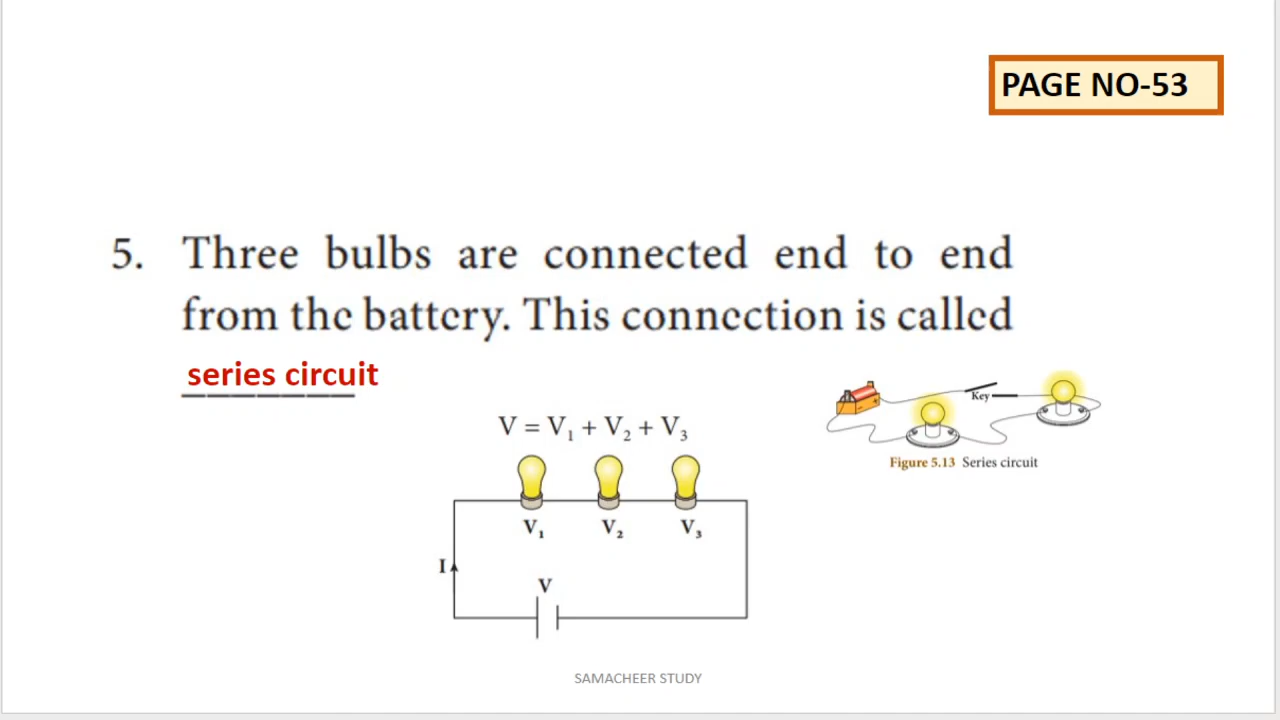 PAGE NO-53
5. Three bulbs are connected end to end
from the battery. This connection is called
series circuit
V = V₁ + V₂ + V₃
Key
Figure 5.13 Series circuit
V₁ V₂ V₃
I
V
SAMACHEER STUDY